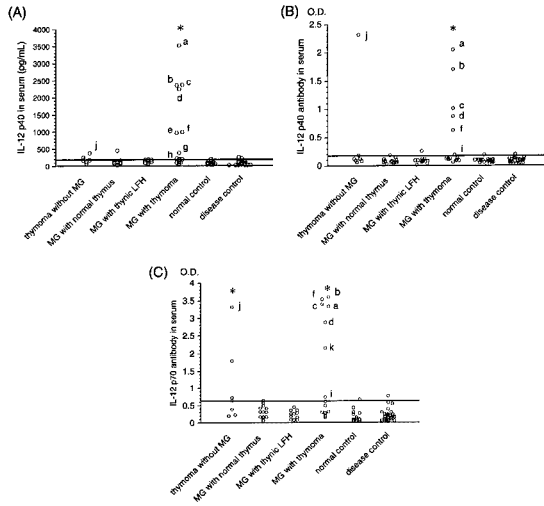 (A)
IL-12 p40 in serum (pg/mL)
4000
3500
3000
2500
2000
1500
1000
500
0
*
a
b
c
d
e
f
g
h
j
thymoma without MG
MG with normal thymus
MG with thynic LFH
MG with thymoma
normal control
disease control
(B)
O.D.
IL-12 p40 antibody in serum
2.5
2
1.5
1
0.5
0
*
j
a
b
c
d
f
i
thymoma without MG
MG with normal thymus
MG with thynic LFH
MG with thymoma
normal control
disease control
(C)
O.D.
IL-12 p70 antibody in serum
4
3.5
3
2.5
2
1.5
1
0.5
0
*
j
*
f
b
c
a
d
k
i
thymoma without MG
MG with normal thymus
MG with thynic LFH
MG with thymoma
normal control
disease control